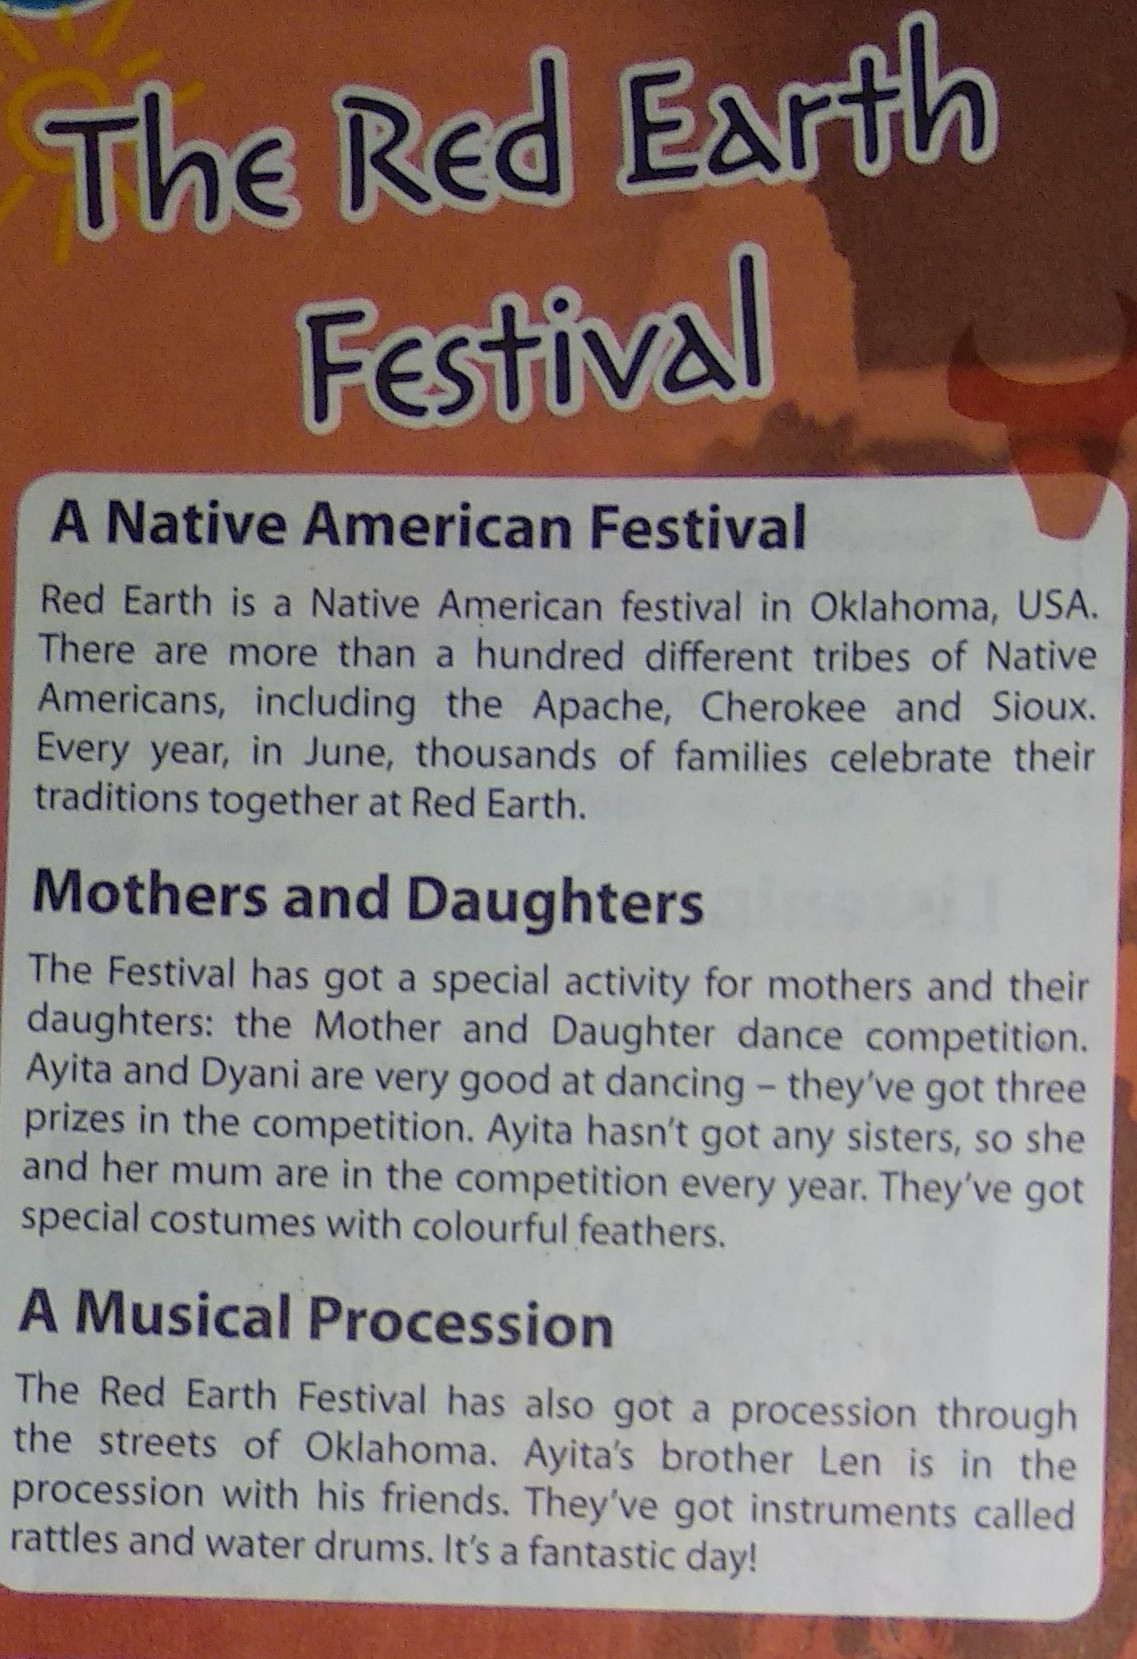 The Red Earth
Festival
A Native American Festival
Red Earth is a Native American festival in Oklahoma, USA.
There are more than a hundred different tribes of Native
Americans, including the Apache, Cherokee and Sioux.
Every year, in June, thousands of families celebrate their
traditions together at Red Earth.
Mothers and Daughters
The Festival has got a special activity for mothers and their
daughters: the Mother and Daughter dance competition.
Ayita and Dyani are very good at dancing – they've got three
prizes in the competition. Ayita hasn't got any sisters, so she
and her mum are in the competition every year. They've got
special costumes with colourful feathers.
A Musical Procession
The Red Earth Festival has also got a procession through
the streets of Oklahoma. Ayita's brother Len is in the
procession with his friends. They've got instruments called
rattles and water drums. It's a fantastic day!